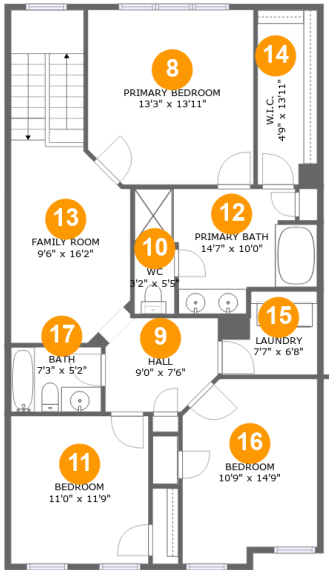 8
PRIMARY BEDROOM
13'3" x 13'11"
14
W.I.C.
4'9" x 13'11"
13
FAMILY ROOM
9'6" x 16'2"
12
PRIMARY BATH
14'7" x 10'0"
10
WC
3'2" x 5'5"
15
LAUNDRY
7'7" x 6'8"
9
HALL
9'0" x 7'6"
17
BATH
7'3" x 5'2"
11
BEDROOM
11'0" x 11'9"
16
BEDROOM
10'9" x 14'9"